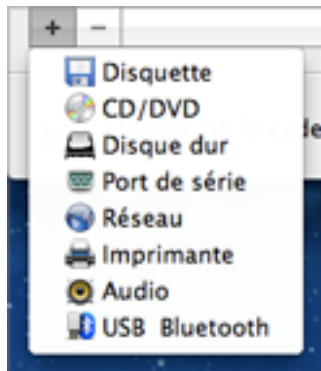 + −
Disquette
CD/DVD
Disque dur
Port de série
Réseau
Imprimante
Audio
USB Bluetooth